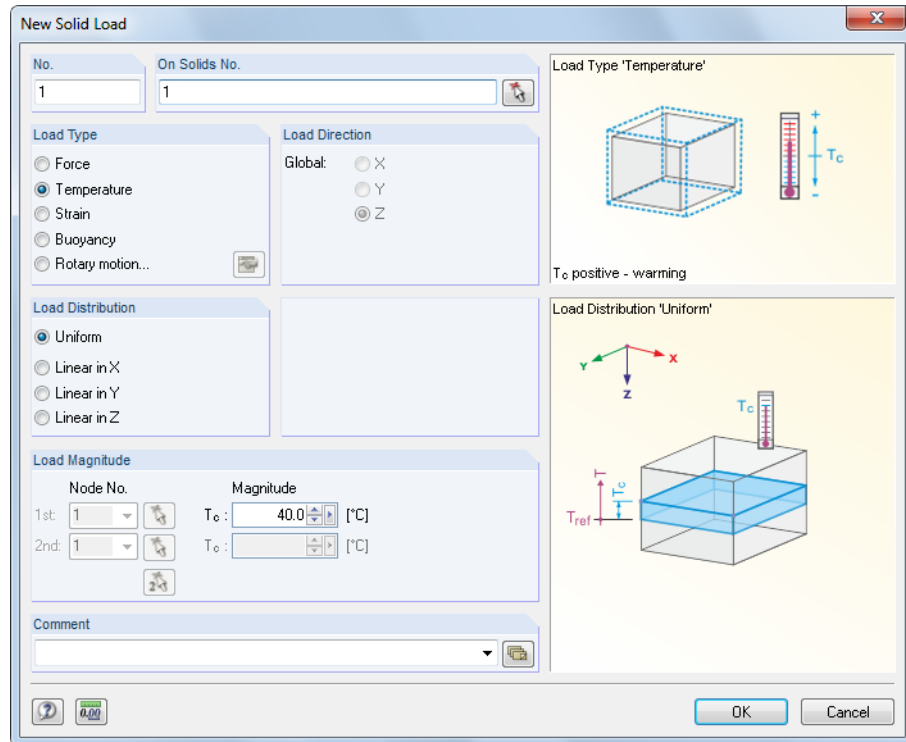 New Solid Load
No.
On Solids No.
1
1
Load Type
Force
Temperature
Strain
Buoyancy
Rotary motion...
Load Direction
Global:
X
Y
Z
Load Distribution
Uniform
Linear in X
Linear in Y
Linear in Z
Load Magnitude
Node No.
Magnitude
1st: 1 Tc : 40.0 [°C]
2nd: 1 Tc : [°C]
2
Comment
0.00
Load Type 'Temperature'
+
Tc
-
Tc positive - warming
Load Distribution 'Uniform'
Y
X
Z
Tc
T
Tc
Tref
OK
Cancel